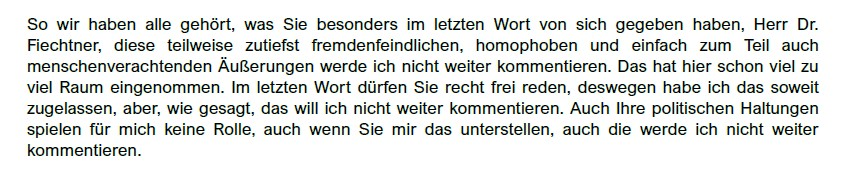 So wir haben alle gehört, was Sie besonders im letzten Wort von sich gegeben haben, Herr Dr.
Fiechtner, diese teilweise zutiefst fremdenfeindlichen, homophoben und einfach zum Teil auch
menschenverachtenden Äußerungen werde ich nicht weiter kommentieren. Das hat hier schon viel zu
viel Raum eingenommen. Im letzten Wort dürfen Sie recht frei reden, deswegen habe ich das soweit
zugelassen, aber, wie gesagt, das will ich nicht weiter kommentieren. Auch Ihre politischen Haltungen
spielen für mich keine Rolle, auch wenn Sie mir das unterstellen, auch die werde ich nicht weiter
kommentieren.